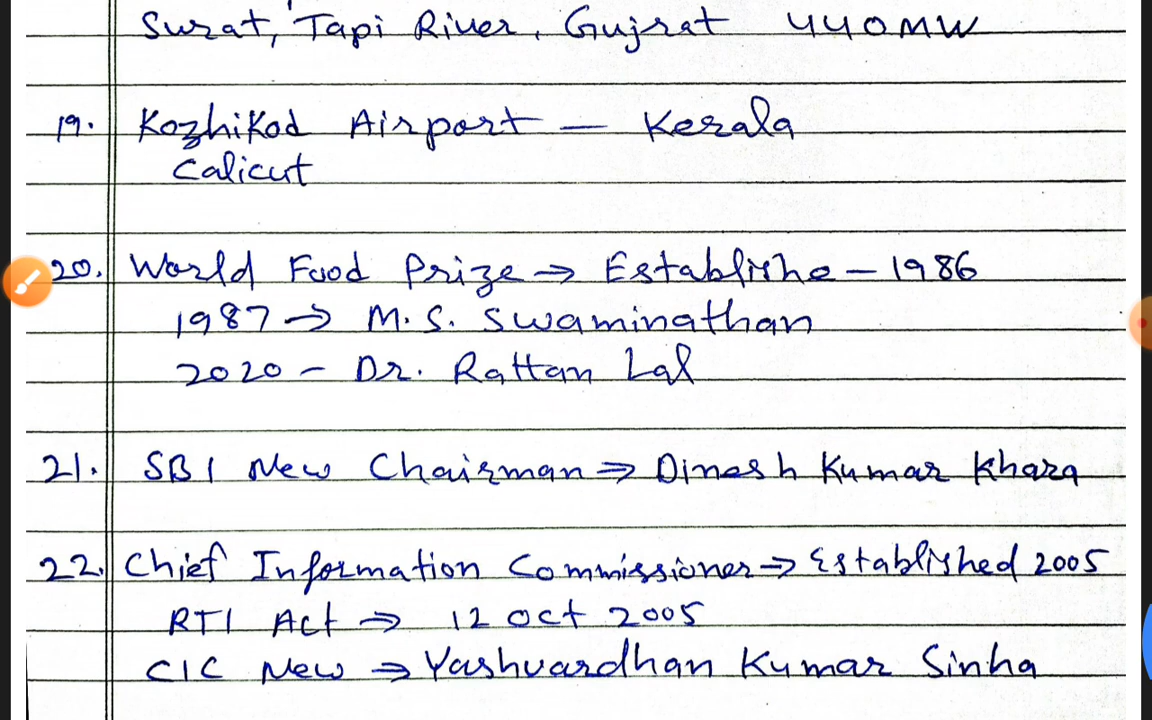 Surat, Tapi River, Gujrat 440MW
19. Kozhikod Airport — Kerala
Calicut
20. World Food Prize → Establishe - 1986
1987 → M. S. Swaminathan
2020 - Dr. Rattan Lal
21. SBI New Chairman ⇒ Dinesh Kumar Khara
22. Chief Information Commissioner → Established 2005
RTI Act → 12 Oct 2005
CIC New → Yashvardhan Kumar Sinha